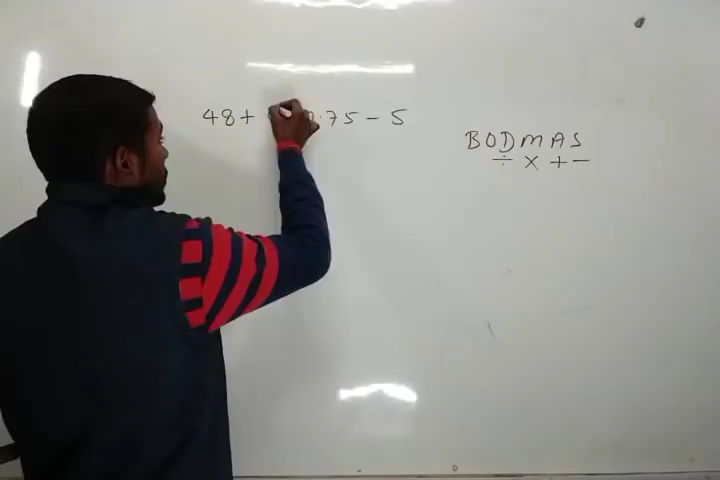 48+ .75-5
BODMAS
÷ × + -